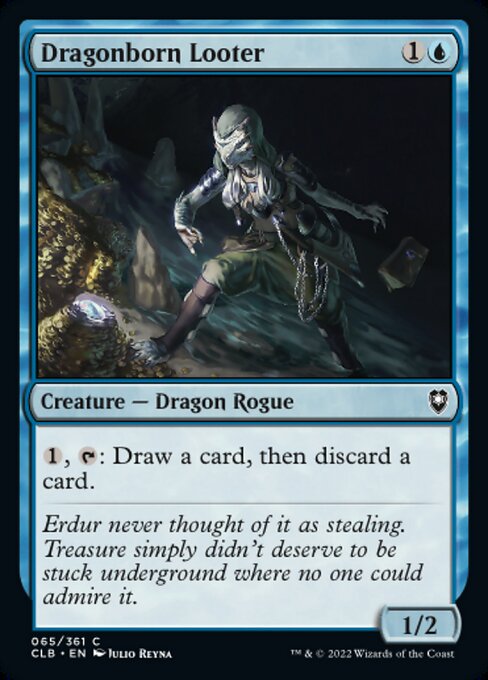 Dragonborn Looter 1
Creature — Dragon Rogue
1, : Draw a card, then discard a
card.
Erdur never thought of it as stealing.
Treasure simply didn't deserve to be
stuck underground where no one could
admire it.
1/2
065/361 C
CLB • EN Julio Reyna
™ & © 2022 Wizards of the Coast